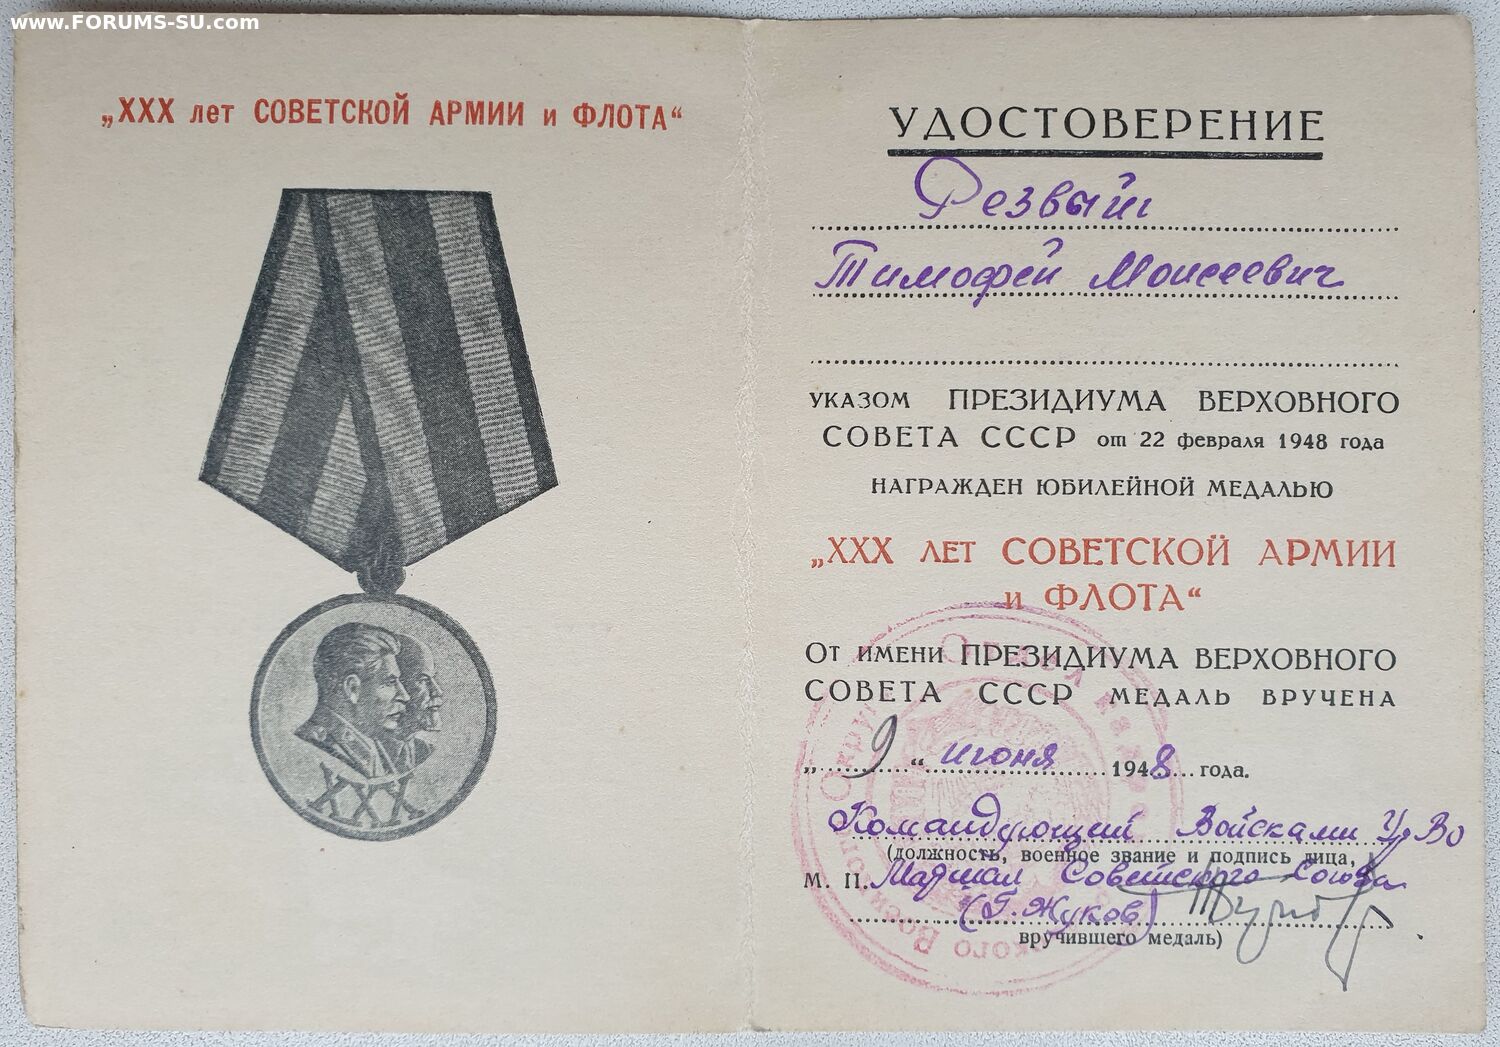 www.FORUMS-SU.com
„XXX лет СОВЕТСКОЙ АРМИИ и ФЛОТА“
XXX
УДОСТОВЕРЕНИЕ
Резвый
Тимофей Моисеевич
УКАЗОМ ПРЕЗИДИУМА ВЕРХОВНОГО
СОВЕТА СССР от 22 февраля 1948 года
НАГРАЖДЕН ЮБИЛЕЙНОЙ МЕДАЛЬЮ
„XXX ЛЕТ СОВЕТСКОЙ АРМИИ
и ФЛОТА“
От имени ПРЕЗИДИУМА ВЕРХОВНОГО
СОВЕТА СССР МЕДАЛЬ ВРУЧЕНА
„ 9 “ июня 1948 года.
Командующий Войсками УрВо
(должность, военное звание и подпись лица,
М. П. Маршал Советского Союза
(Г. Жуков)
вручившего медаль)